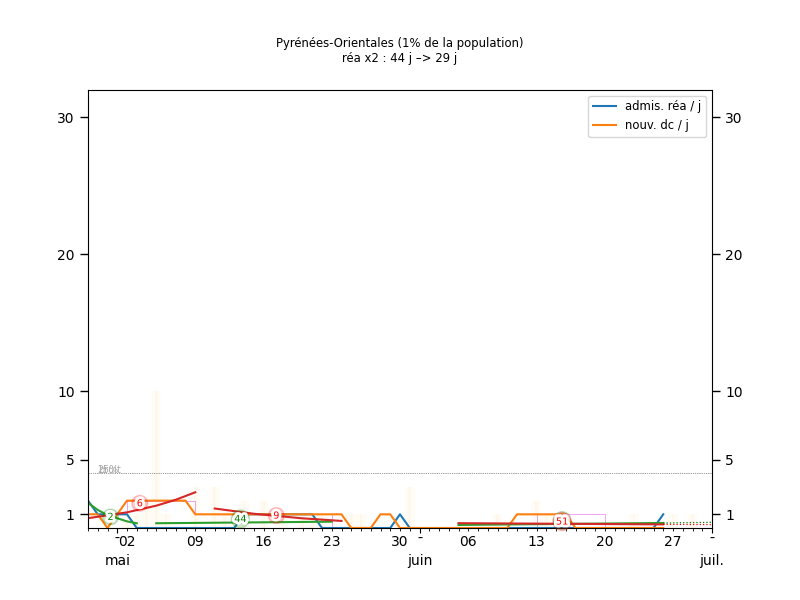 Pyrénées-Orientales (1% de la population)
réa x2 : 44 j –> 29 j
admis. réa / j
nouv. dc / j
30 30
20 20
10 10
5 5
1 1
2 6 44 9 51
02 09 16 23 30 06 13 20 27
mai juin juil.